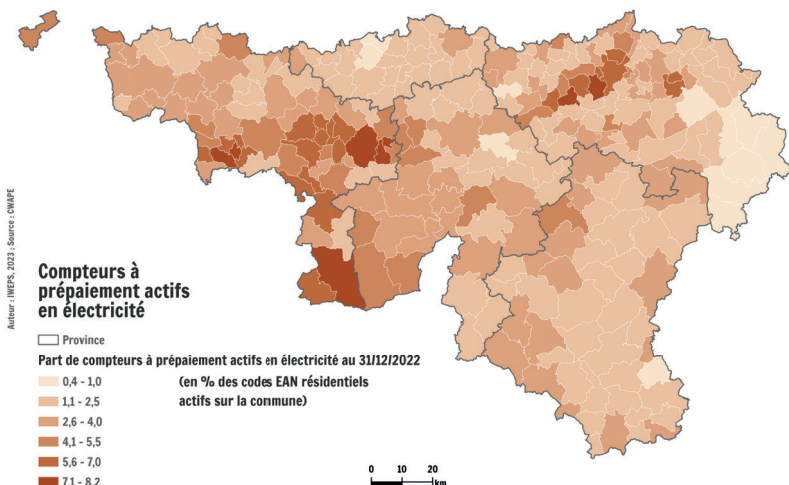 Auteur : IWEPS, 2023 ; Source : CWAPE
Compteurs à
prépaiement actifs
en électricité
Province
Part de compteurs à prépaiement actifs en électricité au 31/12/2022
(en % des codes EAN résidentiels
actifs sur la commune)
0,4 - 1,0
1,1 - 2,5
2,6 - 4,0
4,1 - 5,5
5,6 - 7,0
7,1 - 8,2
0 10 20
km